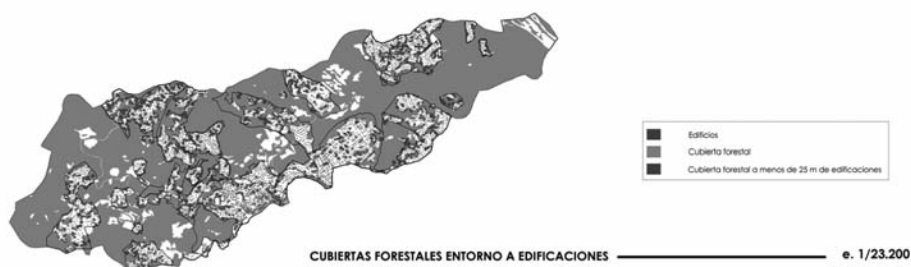 Edificios
Cubierta forestal
Cubierta forestal a menos de 25 m de edificaciones
CUBIERTAS FORESTALES ENTORNO A EDIFICACIONES e. 1/23.200